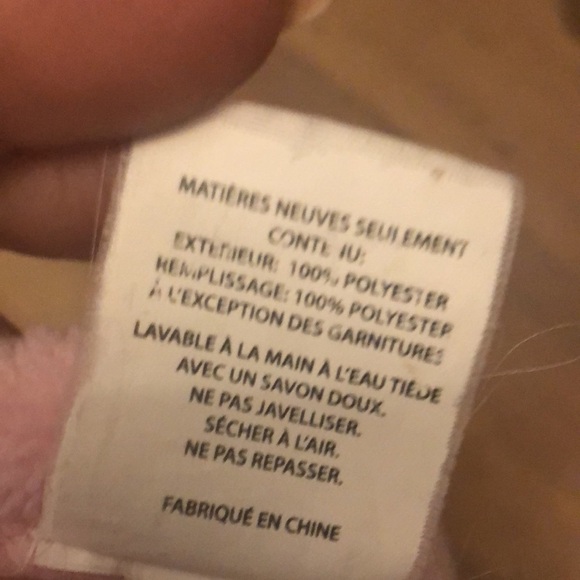 MATIÈRES NEUVES SEULEMENT
CONTENU:
EXTERIEUR: 100% POLYESTER
REMPLISSAGE: 100% POLYESTER
À L'EXCEPTION DES GARNITURES
LAVABLE À LA MAIN À L'EAU TIÈDE
AVEC UN SAVON DOUX.
NE PAS JAVELLISER.
SÉCHER À L'AIR.
NE PAS REPASSER.
FABRIQUÉ EN CHINE